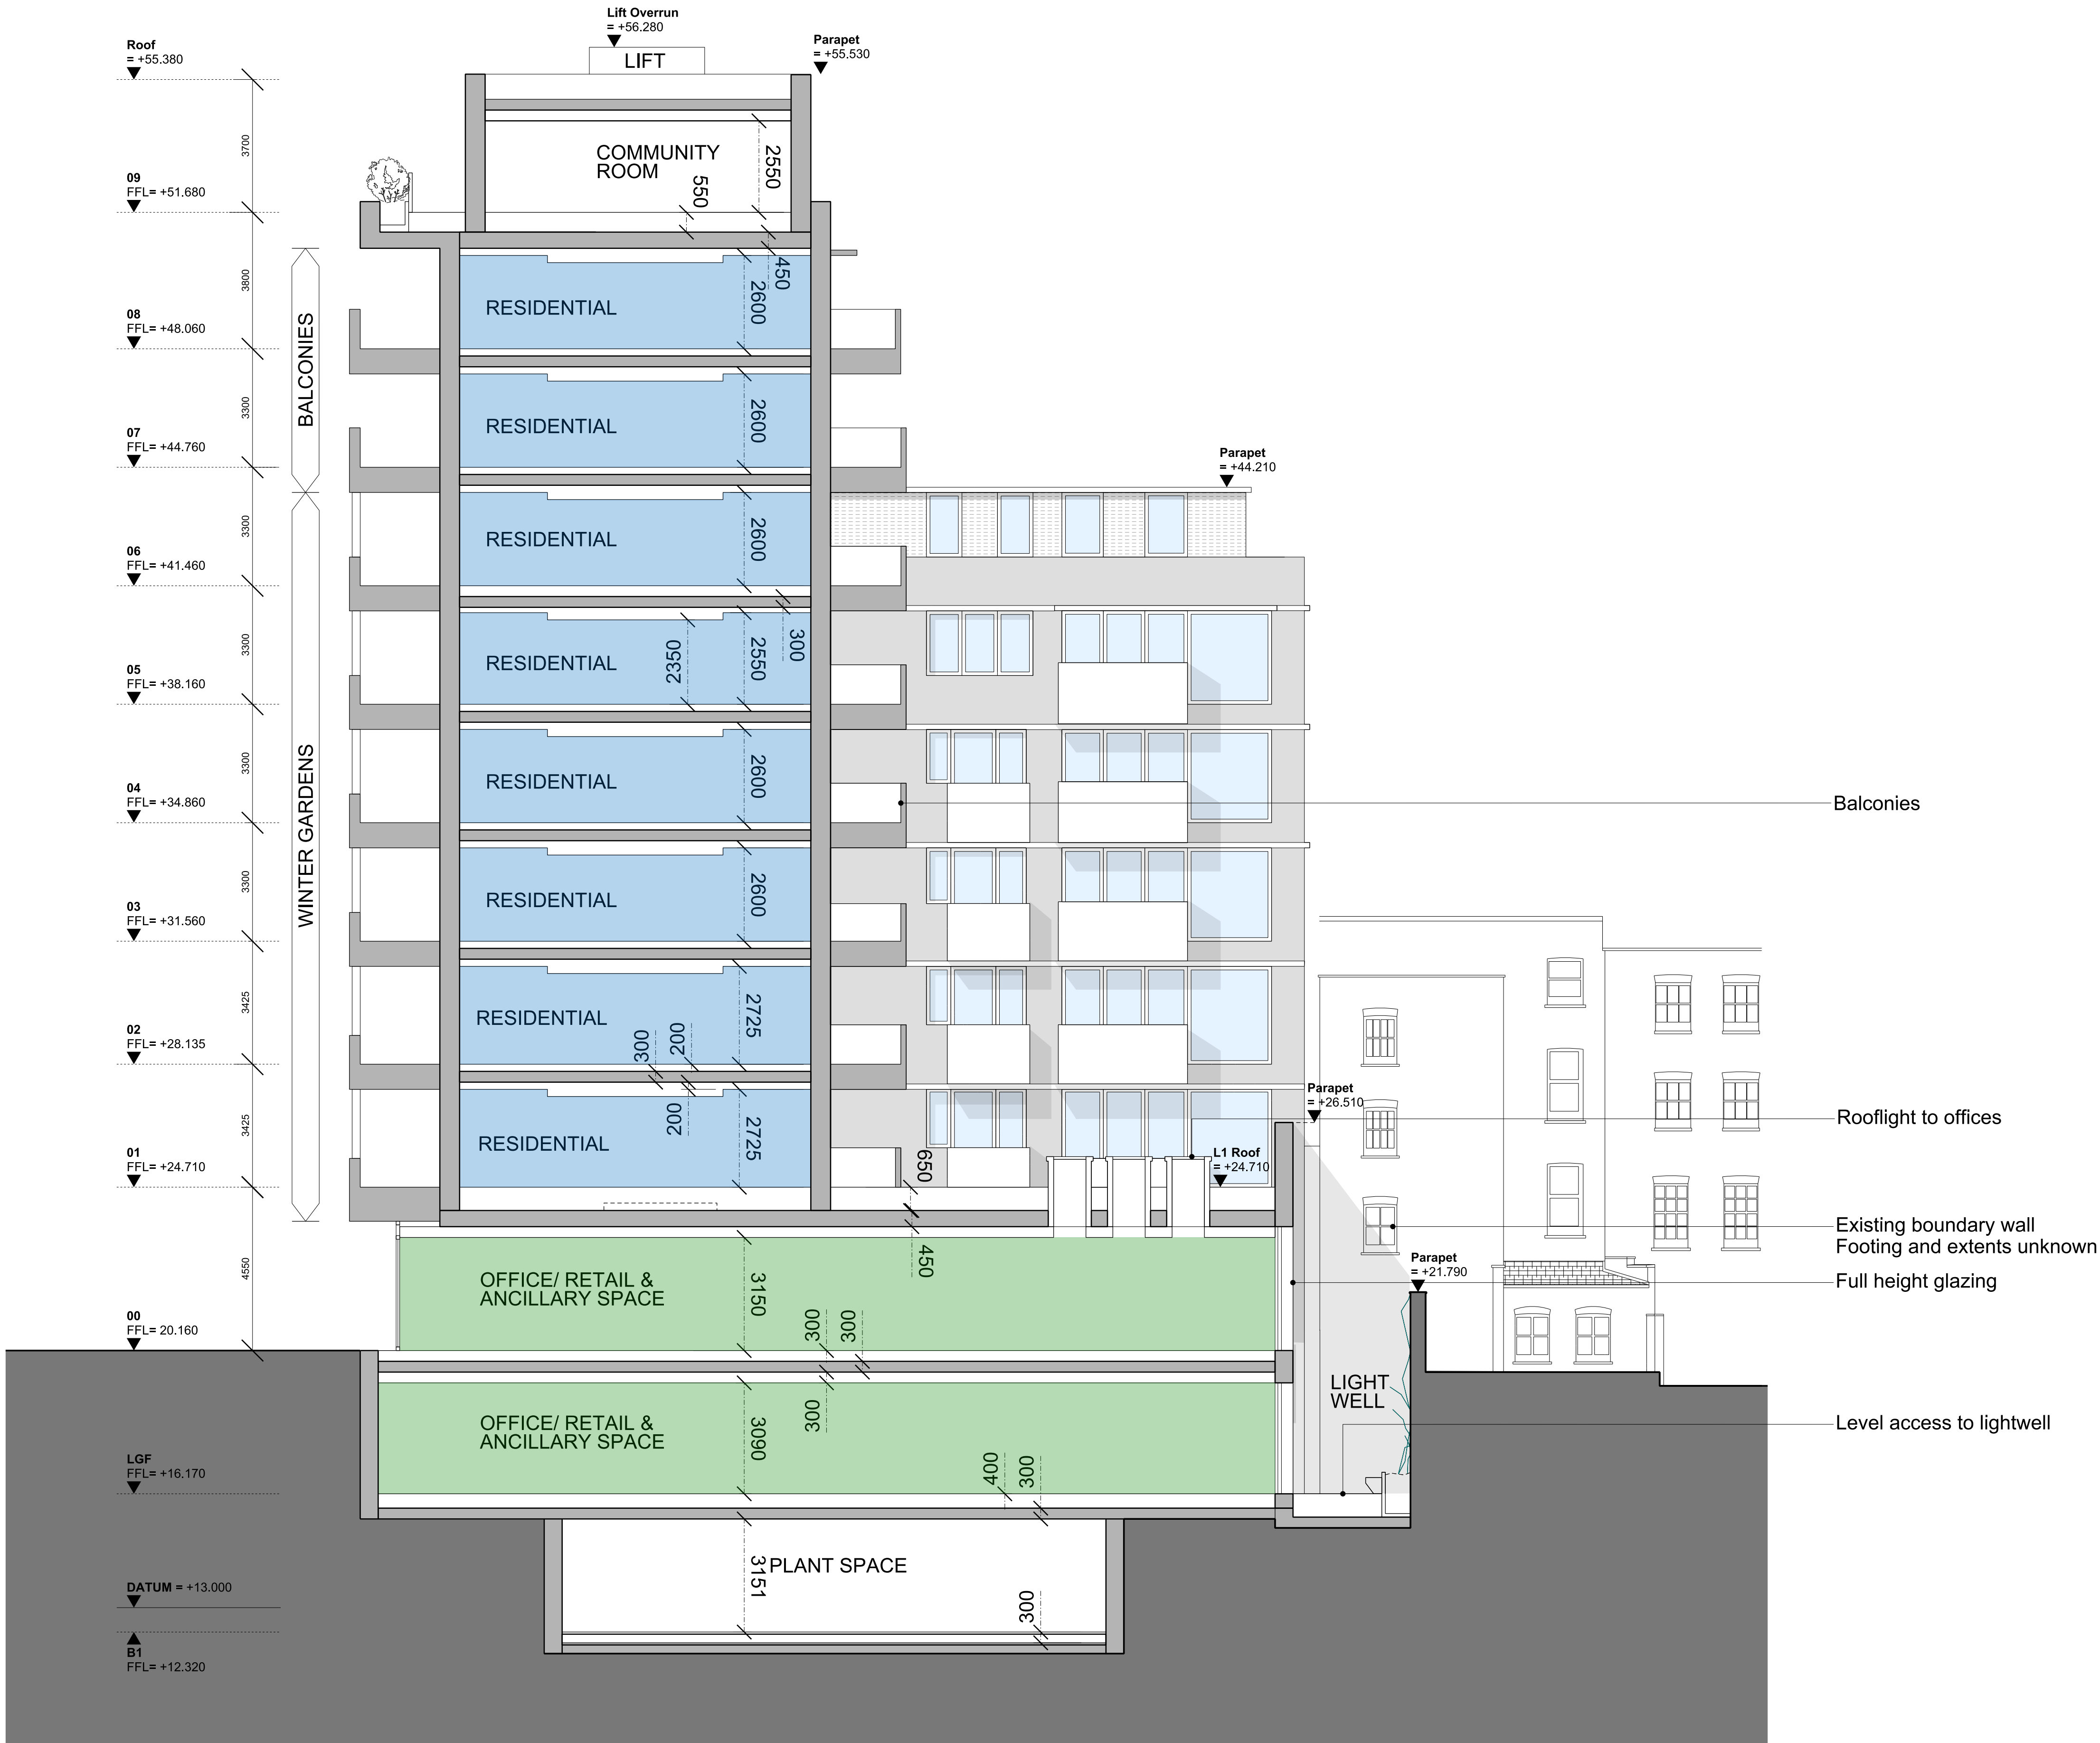 Lift Overrun
= +56.280
LIFT
Parapet
= +55.530
Roof
= +55.380
3700
COMMUNITY
ROOM
2550
550
09
FFL= +51.680
3800
BALCONIES
RESIDENTIAL
2600
450
08
FFL= +48.060
3300
RESIDENTIAL
2600
07
FFL= +44.760
Parapet
= +44.210
3300
RESIDENTIAL
2600
06
FFL= +41.460
3300
RESIDENTIAL
2350
2550
300
05
FFL= +38.160
3300
WINTER GARDENS
RESIDENTIAL
2600
04
FFL= +34.860
Balconies
3300
RESIDENTIAL
2600
03
FFL= +31.560
3425
RESIDENTIAL
2725
300
200
02
FFL= +28.135
3425
RESIDENTIAL
200
2725
Parapet
= +26.510
Rooflight to offices
01
FFL= +24.710
650
L1 Roof
= +24.710
4550
OFFICE/ RETAIL &
ANCILLARY SPACE
3150
450
300
300
Existing boundary wall
Footing and extents unknown
Parapet
= +21.790
Full height glazing
00
FFL= 20.160
OFFICE/ RETAIL &
ANCILLARY SPACE
3090
300
400
300
LIGHT
WELL
Level access to lightwell
LGF
FFL= +16.170
3151
PLANT SPACE
300
DATUM = +13.000
B1
FFL= +12.320